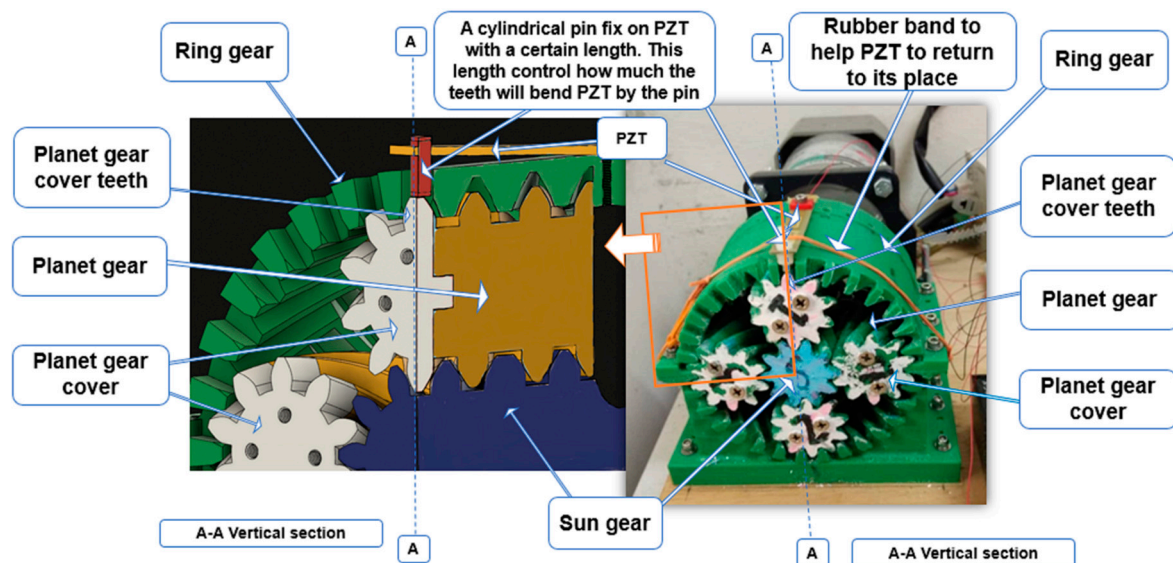 Ring gear
A
A cylindrical pin fix on PZT
with a certain length. This
length control how much the
teeth will bend PZT by the pin
A
Rubber band to
help PZT to return
to its place
Ring gear
PZT
Planet gear
cover teeth
Planet gear
cover teeth
Planet gear
Planet gear
Planet gear
cover
Planet gear
cover
Sun gear
A-A Vertical section
A
A
A-A Vertical section